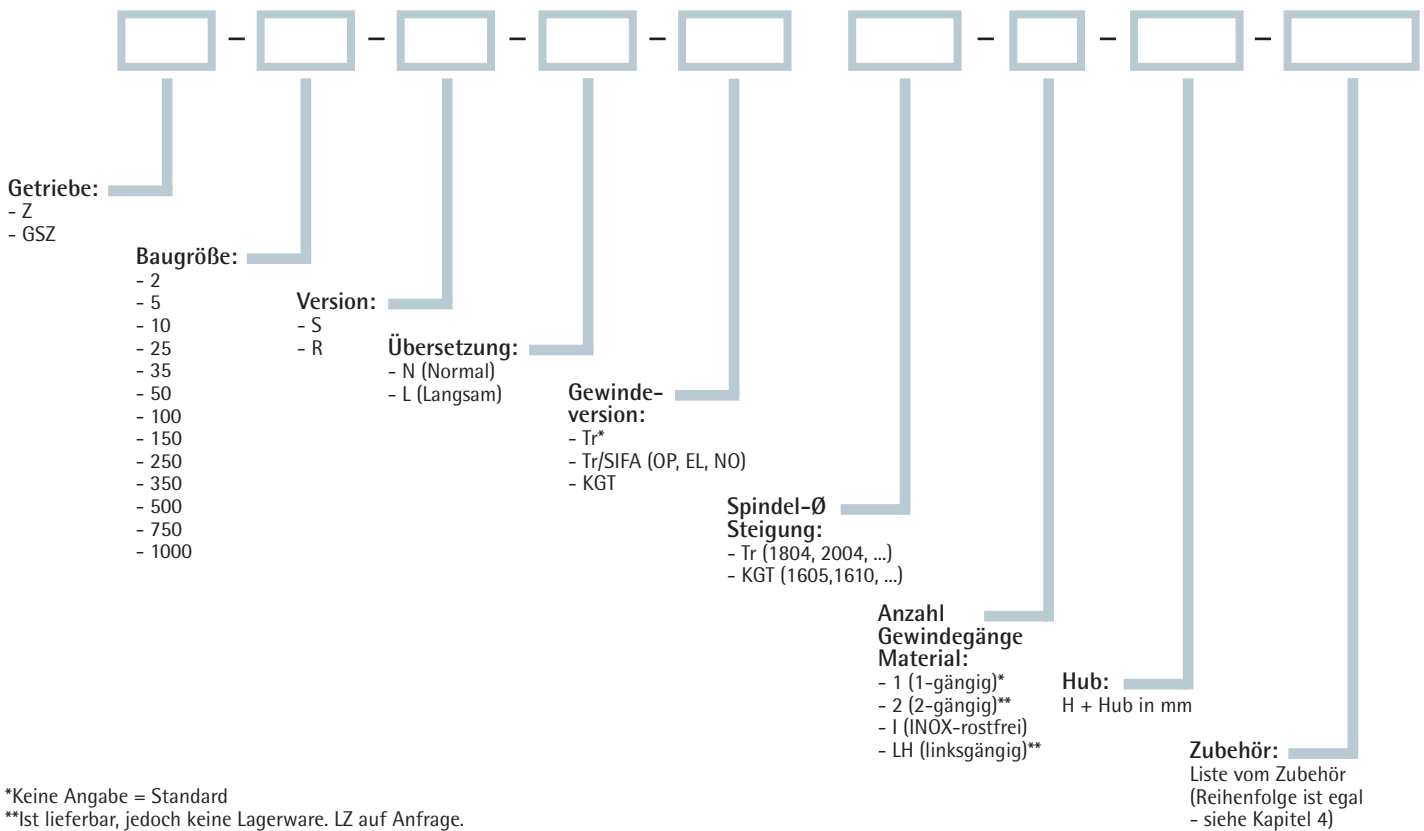 – – – – – – –
Getriebe:
- Z
- GSZ
Baugröße:
- 2
- 5
- 10
- 25
- 35
- 50
- 100
- 150
- 250
- 350
- 500
- 750
- 1000
Version:
- S
- R
Übersetzung:
- N (Normal)
- L (Langsam)
Gewinde-
version:
- Tr*
- Tr/SIFA (OP, EL, NO)
- KGT
Spindel-Ø
Steigung:
- Tr (1804, 2004, ...)
- KGT (1605,1610, ...)
Anzahl
Gewindegänge
Material:
- 1 (1-gängig)*
- 2 (2-gängig)**
- I (INOX-rostfrei)
- LH (linksgängig)**
Hub:
H + Hub in mm
Zubehör:
Liste vom Zubehör
(Reihenfolge ist egal
- siehe Kapitel 4)
*Keine Angabe = Standard
**Ist lieferbar, jedoch keine Lagerware. LZ auf Anfrage.